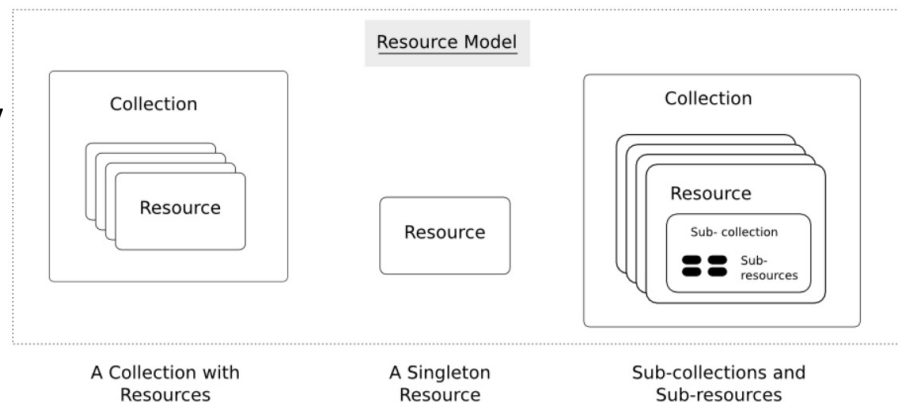 Resource Model
Collection
Resource
Resource
Collection
Resource
Sub- collection
Sub-
resources
A Collection with
Resources
A Singleton
Resource
Sub-collections and
Sub-resources